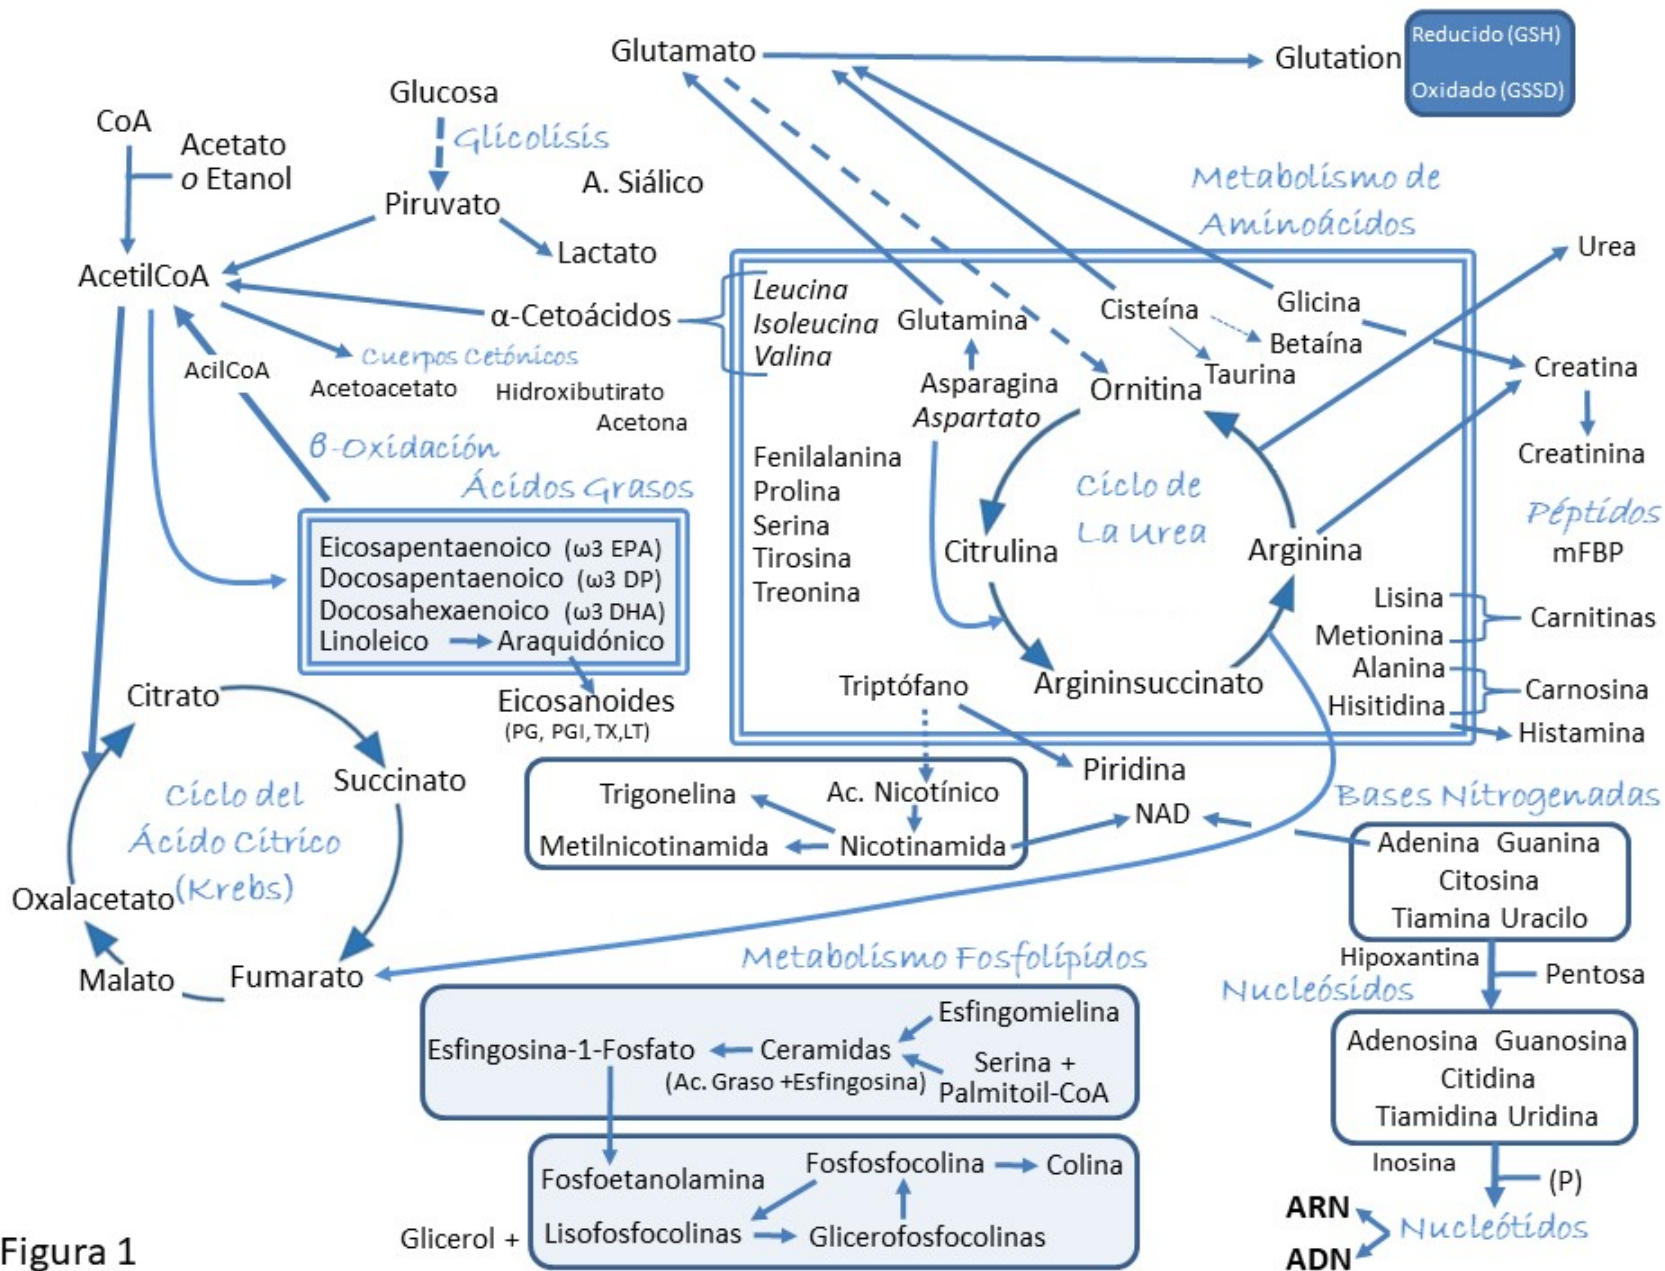 Glutamato
Glutation
Reducido (GSH)
Oxidado (GSSD)
Glucosa
Glicolisis
CoA
Acetato
o Etanol
A. Siálico
Piruvato
Lactato
AcetilCoA
α-Cetoácidos
Cuerpos Cetónicos
AcilCoA
Acetoacetato
Hidroxibutirato
Acetona
β-Oxidación
Ácidos Grasos
Eicosapentaenoico (ω3 EPA)
Docosapentaenoico (ω3 DP)
Docosahexaenoico (ω3 DHA)
Linoleico
Araquidónico
Eicosanoides
(PG, PGI, TX,LT)
Metabolismo de
Aminoácidos
Leucina
Isoleucina
Valina
Glutamina
Asparagina
Aspartato
Cisteína
Glicina
Betaína
Taurina
Ornitina
Urea
Creatina
Creatinina
Péptidos
mFBP
Fenilalanina
Prolina
Serina
Tirosina
Treonina
Ciclo de
La Urea
Citrulina
Arginina
Argininsuccinato
Lisina
Metionina
Carnitinas
Alanina
Hisitidina
Carnosina
Histamina
Triptófano
Piridina
NAD
Trigonelina
Ac. Nicotínico
Metilnicotinamida
Nicotinamida
Citrato
Succinato
Ciclo del
Ácido Cítrico
(Krebs)
Oxalacetato
Malato
Fumarato
Bases Nitrogenadas
Adenina Guanina
Citosina
Tiamina Uracilo
Hipoxantina
Pentosa
Nucleósidos
Adenosina Guanosina
Citidina
Tiamidina Uridina
Inosina
(P)
Nucleótidos
ARN
ADN
Metabolismo Fosfolípidos
Esfingomielina
Esfingosina-1-Fosfato
Ceramidas
(Ac. Graso +Esfingosina)
Serina +
Palmitoil-CoA
Fosfoetanolamina
Fosfosfocolina
Colina
Glicerol +
Lisofosfocolinas
Glicerofosfocolinas
Figura 1